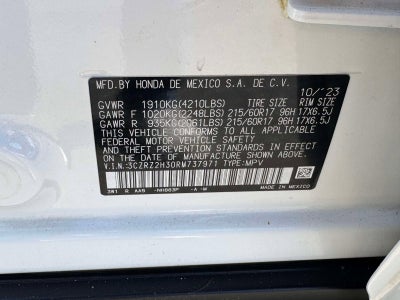 MFD.BY HONDA DE MEXICO S.A. DE C.V. 10/'23
GVWR 1910KG(4210LBS) TIRE SIZE RIM SIZE
GAWR F 1020KG(2248LBS) 215/60R17 96H 17X6.5J
GAWR R 935KG(2061LBS) 215/60R17 96H 17X6.5J
THIS VEHICLE CONFORMS TO ALL APPLICABLE
FEDERAL MOTOR VEHICLE SAFETY AND
THEFT PREVENTION STANDARDS IN EFFECT
ON THE DATE OF MANUFACTURE SHOWN ABOVE.
V.I.N.:3CZRZ2H30RM737971 TYPE:MPV
3W1 R AA9 -NH883P -A -W